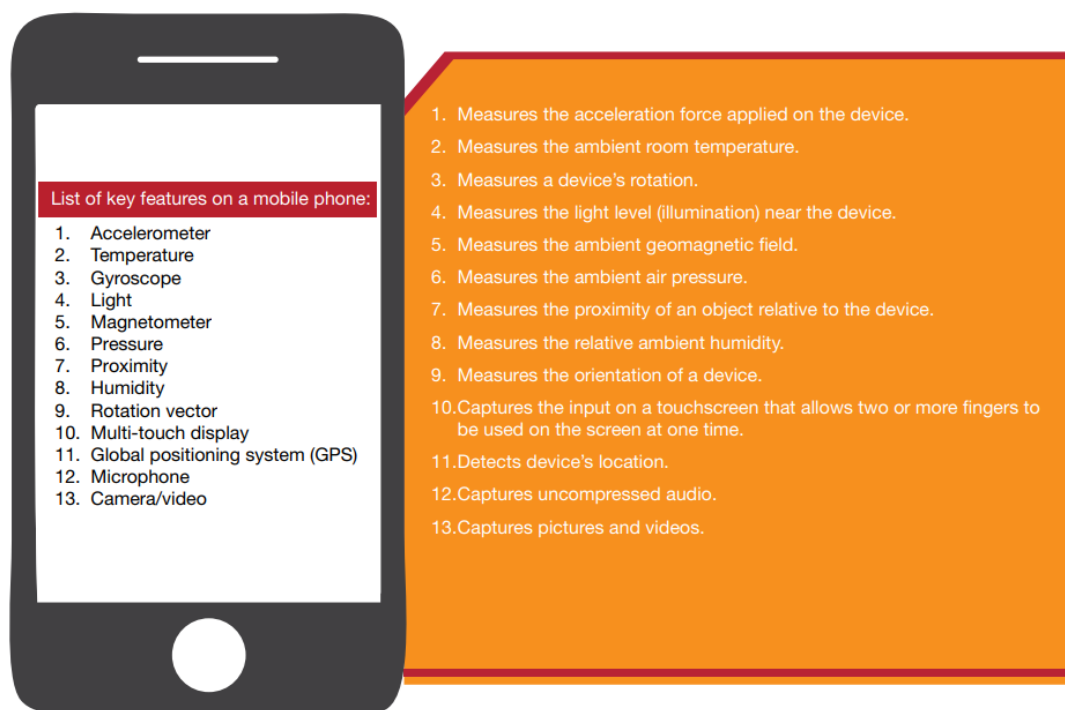 List of key features on a mobile phone:
1. Accelerometer
2. Temperature
3. Gyroscope
4. Light
5. Magnetometer
6. Pressure
7. Proximity
8. Humidity
9. Rotation vector
10. Multi-touch display
11. Global positioning system (GPS)
12. Microphone
13. Camera/video
1. Measures the acceleration force applied on the device.
2. Measures the ambient room temperature.
3. Measures a device's rotation.
4. Measures the light level (illumination) near the device.
5. Measures the ambient geomagnetic field.
6. Measures the ambient air pressure.
7. Measures the proximity of an object relative to the device.
8. Measures the relative ambient humidity.
9. Measures the orientation of a device.
10.Captures the input on a touchscreen that allows two or more fingers to
be used on the screen at one time.
11.Detects device's location.
12.Captures uncompressed audio.
13.Captures pictures and videos.